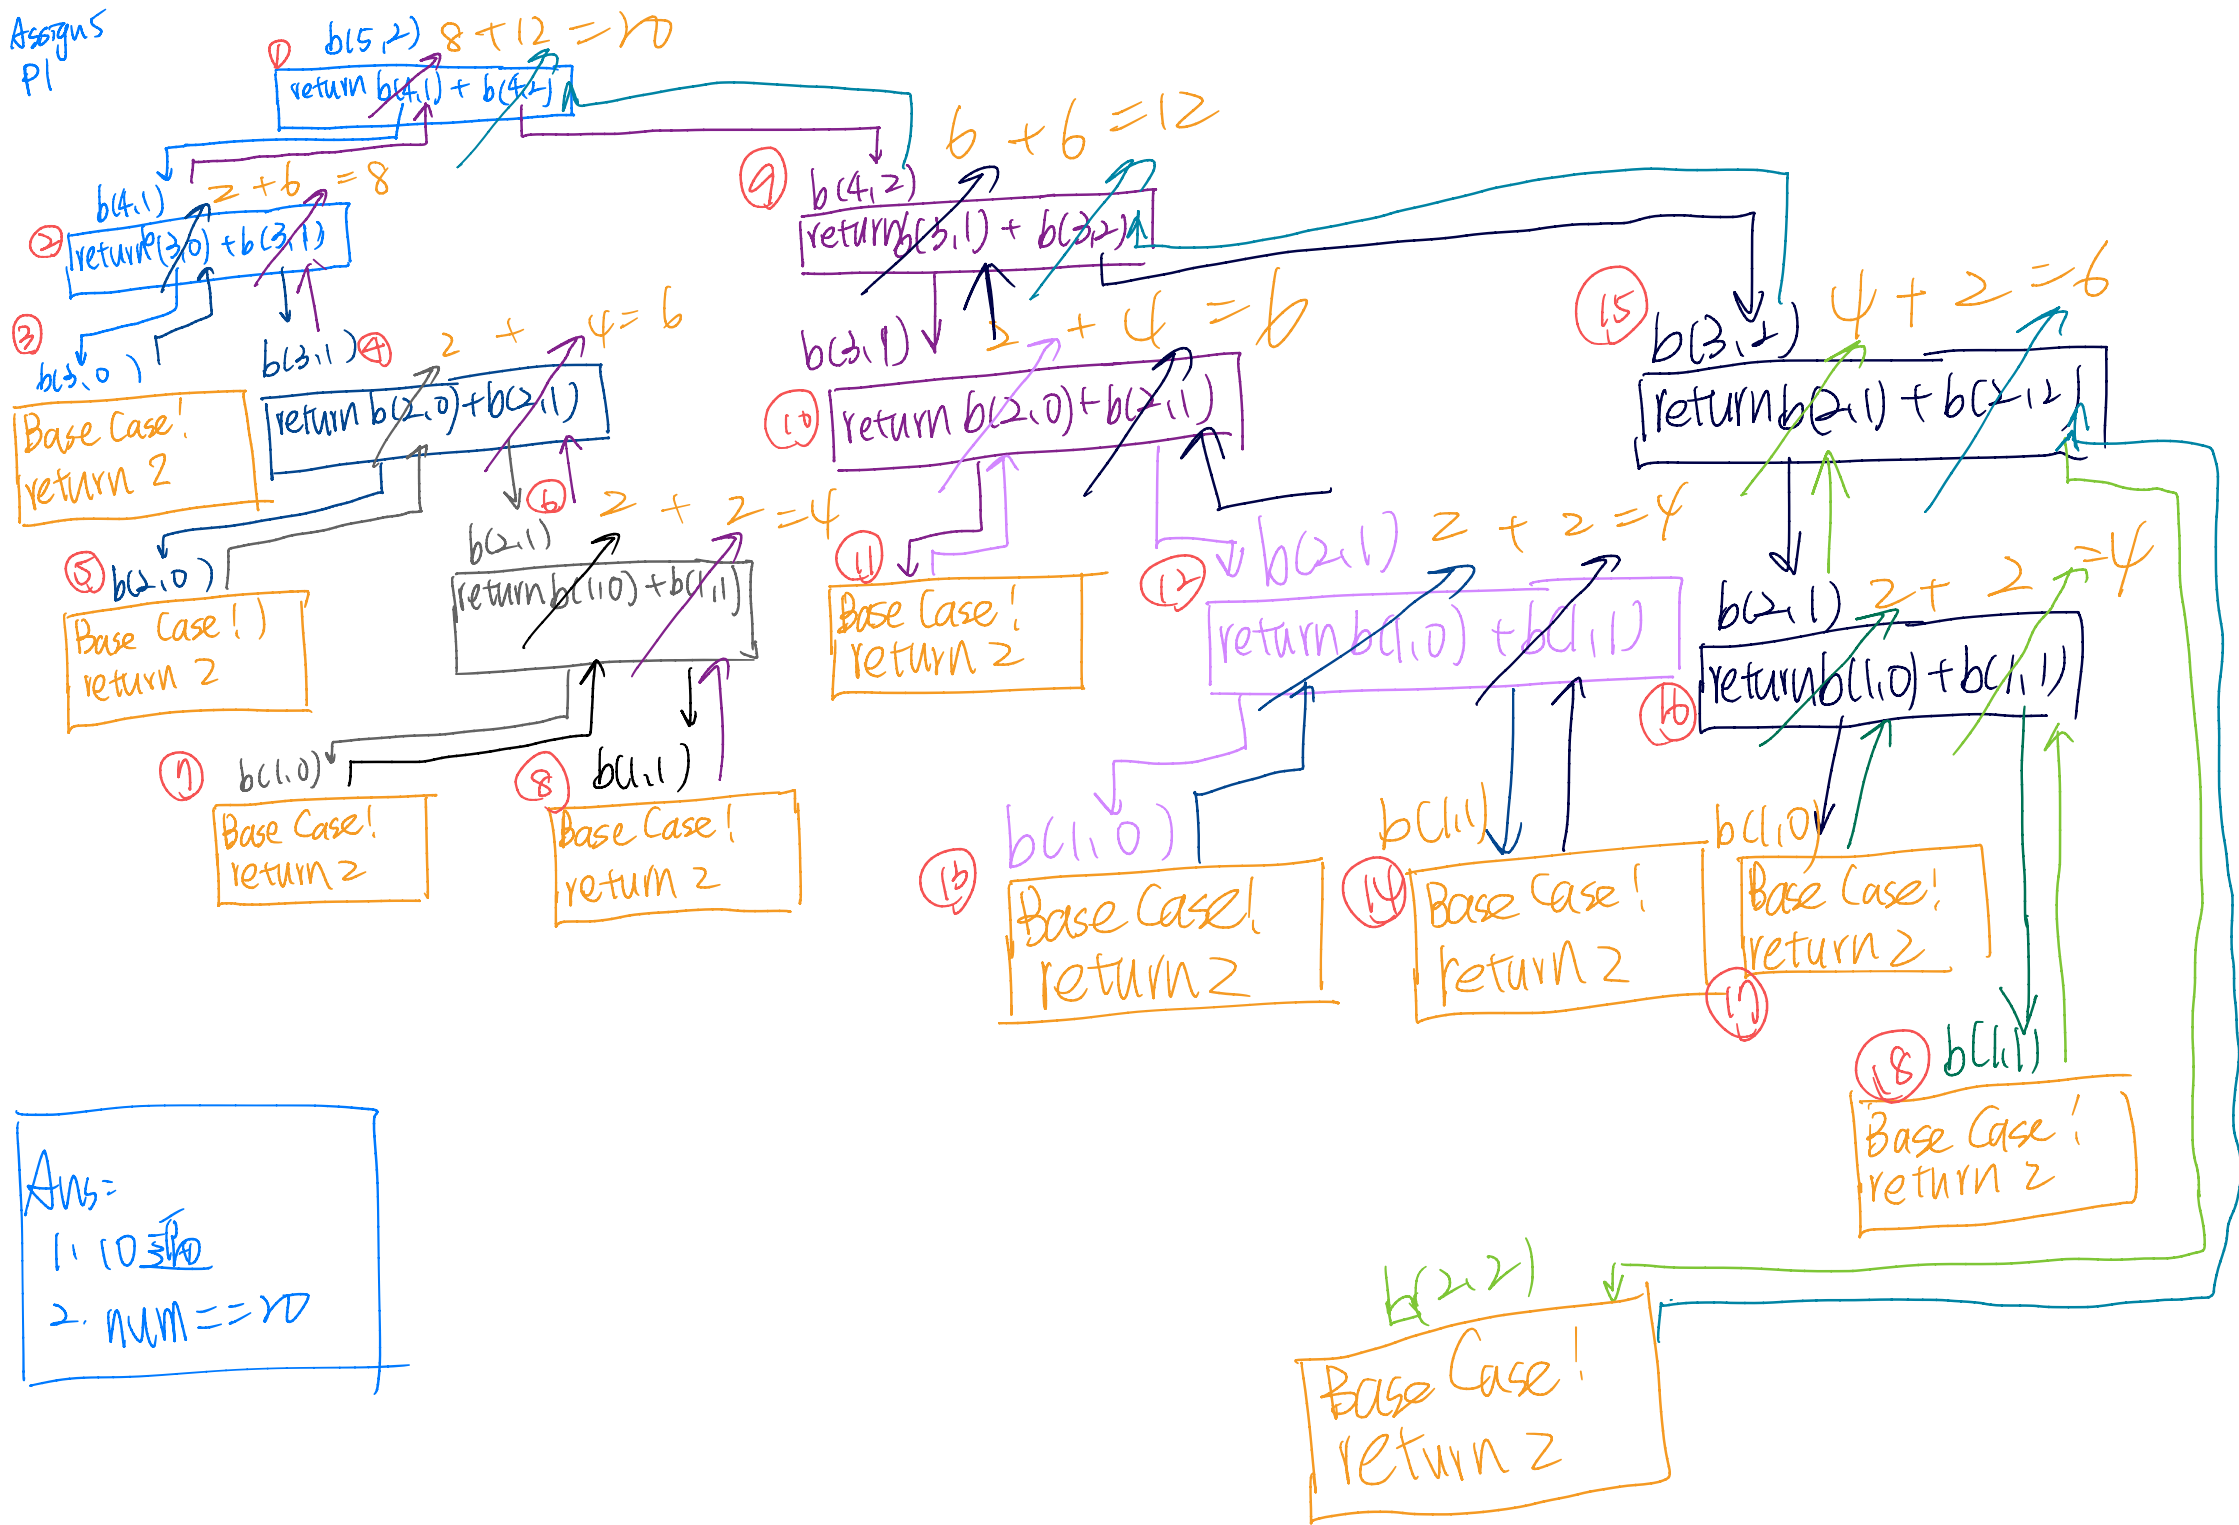 Assign5
P1
① b(5,2) 8+12=20
return b(4,1) + b(4,2)
b(4,1) 2+6=8
② return b(3,0) + b(3,1)
③ b(3,0)
Base Case!
return 2
b(3,1) ④ 2 + 4=6
return b(2,0)+b(2,1)
⑤ b(2,0)
Base Case!
return 2
⑥ b(2,1) 2 + 2=4
return b(1,0)+b(1,1)
⑦ b(1,0)
Base Case!
return 2
⑧ b(1,1)
Base Case!
return 2
⑨ b(4,2) 6+6=12
return b(3,1) + b(3,2)
b(3,1) 2 + 4 = 6
⑩ return b(2,0)+b(2,1)
⑪
Base Case!
return 2
⑫ b(2,1) 2 + 2=4
return b(1,0) + b(1,1)
⑬ b(1,0)
Base Case!
return 2
⑭ b(1,1)
Base Case!
return 2
⑮ b(3,2) 4+2=6
return b(2,1) + b(2,2)
b(2,1) 2+ 2 =4
⑯ return b(1,0)+b(1,1)
b(1,0)
Base Case!
return 2
⑰
⑱ b(1,1)
Base Case!
return 2
b(2,2)
Base Case!
return 2
Ans=
1. 10
2. num==20